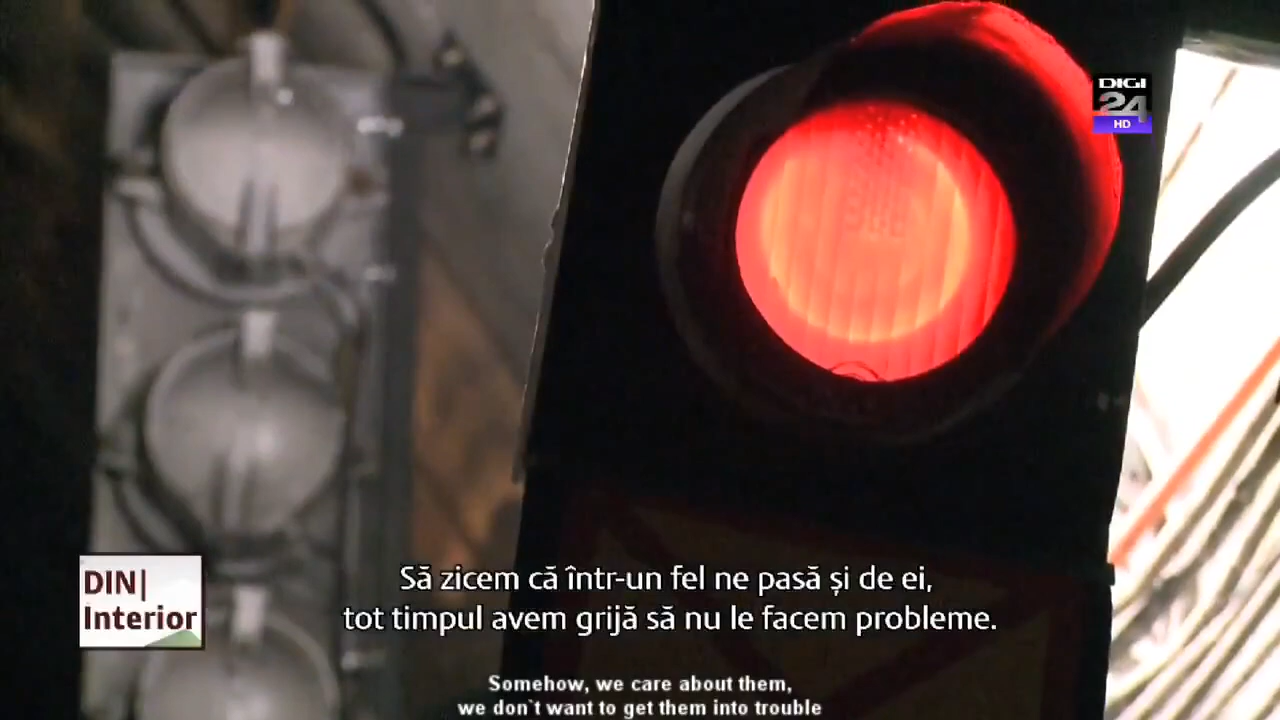 DIGI
24
HD
DIN|
Interior
Să zicem că într-un fel ne pasă și de ei,
tot timpul avem grijă să nu le facem probleme.
Somehow, we care about them,
we don`t want to get them into trouble